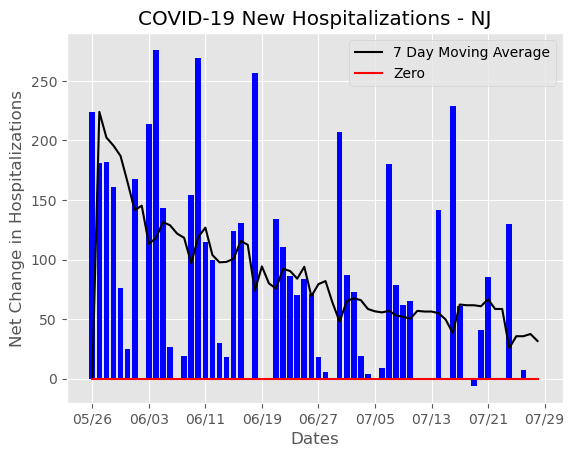 COVID-19 New Hospitalizations - NJ
7 Day Moving Average
Zero
Net Change in Hospitalizations
250
200
150
100
50
0
05/26 06/03 06/11 06/19 06/27 07/05 07/13 07/21 07/29
Dates